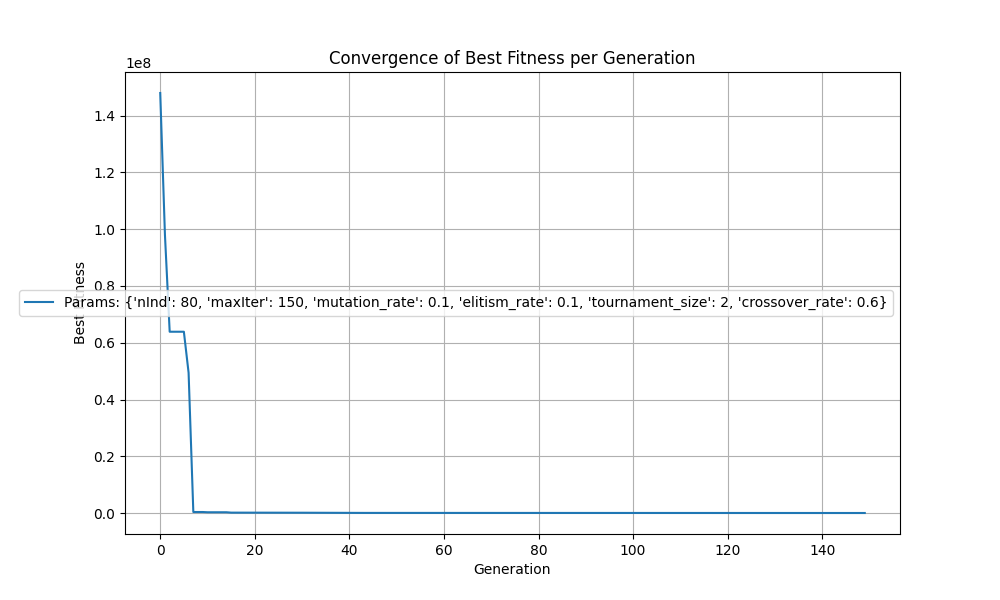 Convergence of Best Fitness per Generation
1e8
1.4
1.2
1.0
0.8
Params: {'nInd': 80, 'maxIter': 150, 'mutation_rate': 0.1, 'elitism_rate': 0.1, 'tournament_size': 2, 'crossover_rate': 0.6}
Best Fitness
0.6
0.4
0.2
0.0
0 20 40 60 80 100 120 140
Generation